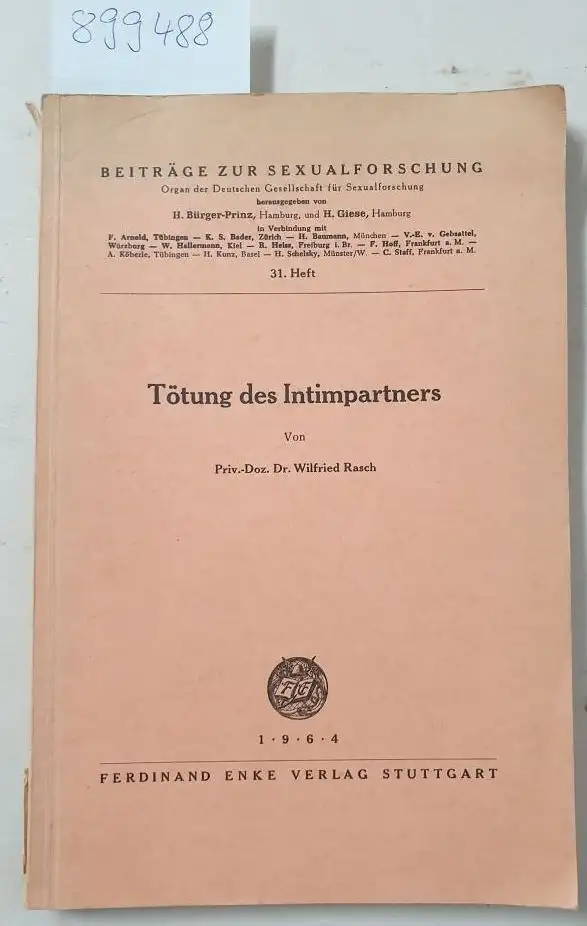 899488
BEITRÄGE ZUR SEXUALFORSCHUNG
Organ der Deutschen Gesellschaft für Sexualforschung
herausgegeben von
H. Bürger-Prinz, Hamburg, und H. Giese, Hamburg
in Verbindung mit
F. Arnold, Tübingen — K. S. Bader, Zürich — H. Baumann, München — V.-E. v. Gebsattel,
Würzburg — W. Hallermann, Kiel — R. Heiss, Freiburg i. Br. — F. Hoff, Frankfurt a. M. —
A. Köberle, Tübingen — H. Kunz, Basel — H. Schelsky, Münster/W. — C. Staff, Frankfurt a. M.
31. Heft
Tötung des Intimpartners
Von
Priv.-Doz. Dr. Wilfried Rasch
F E
1 · 9 · 6 · 4
FERDINAND ENKE VERLAG STUTTGART